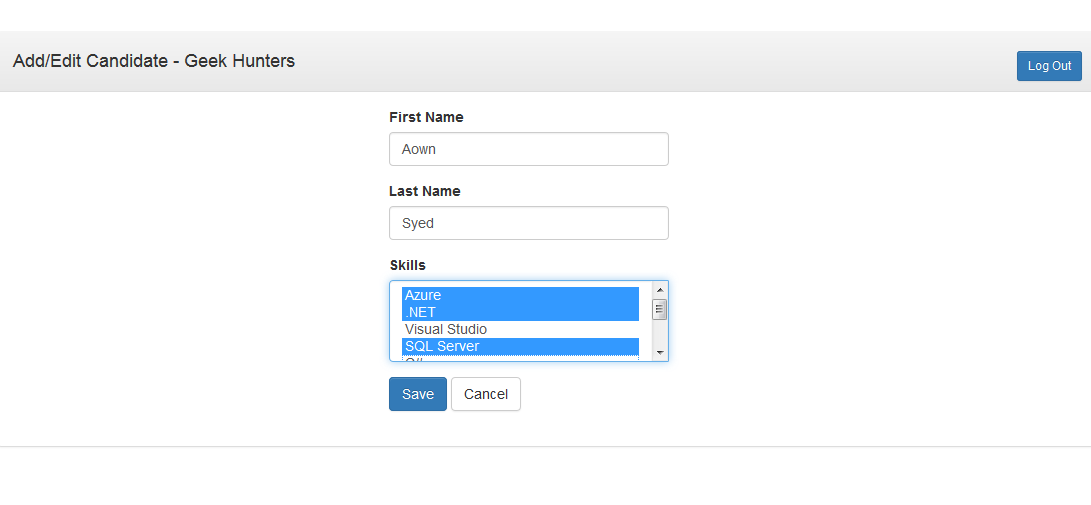 Add/Edit Candidate - Geek Hunters
Log Out
First Name
Aown
Last Name
Syed
Skills
Azure
.NET
Visual Studio
SQL Server
Save
Cancel